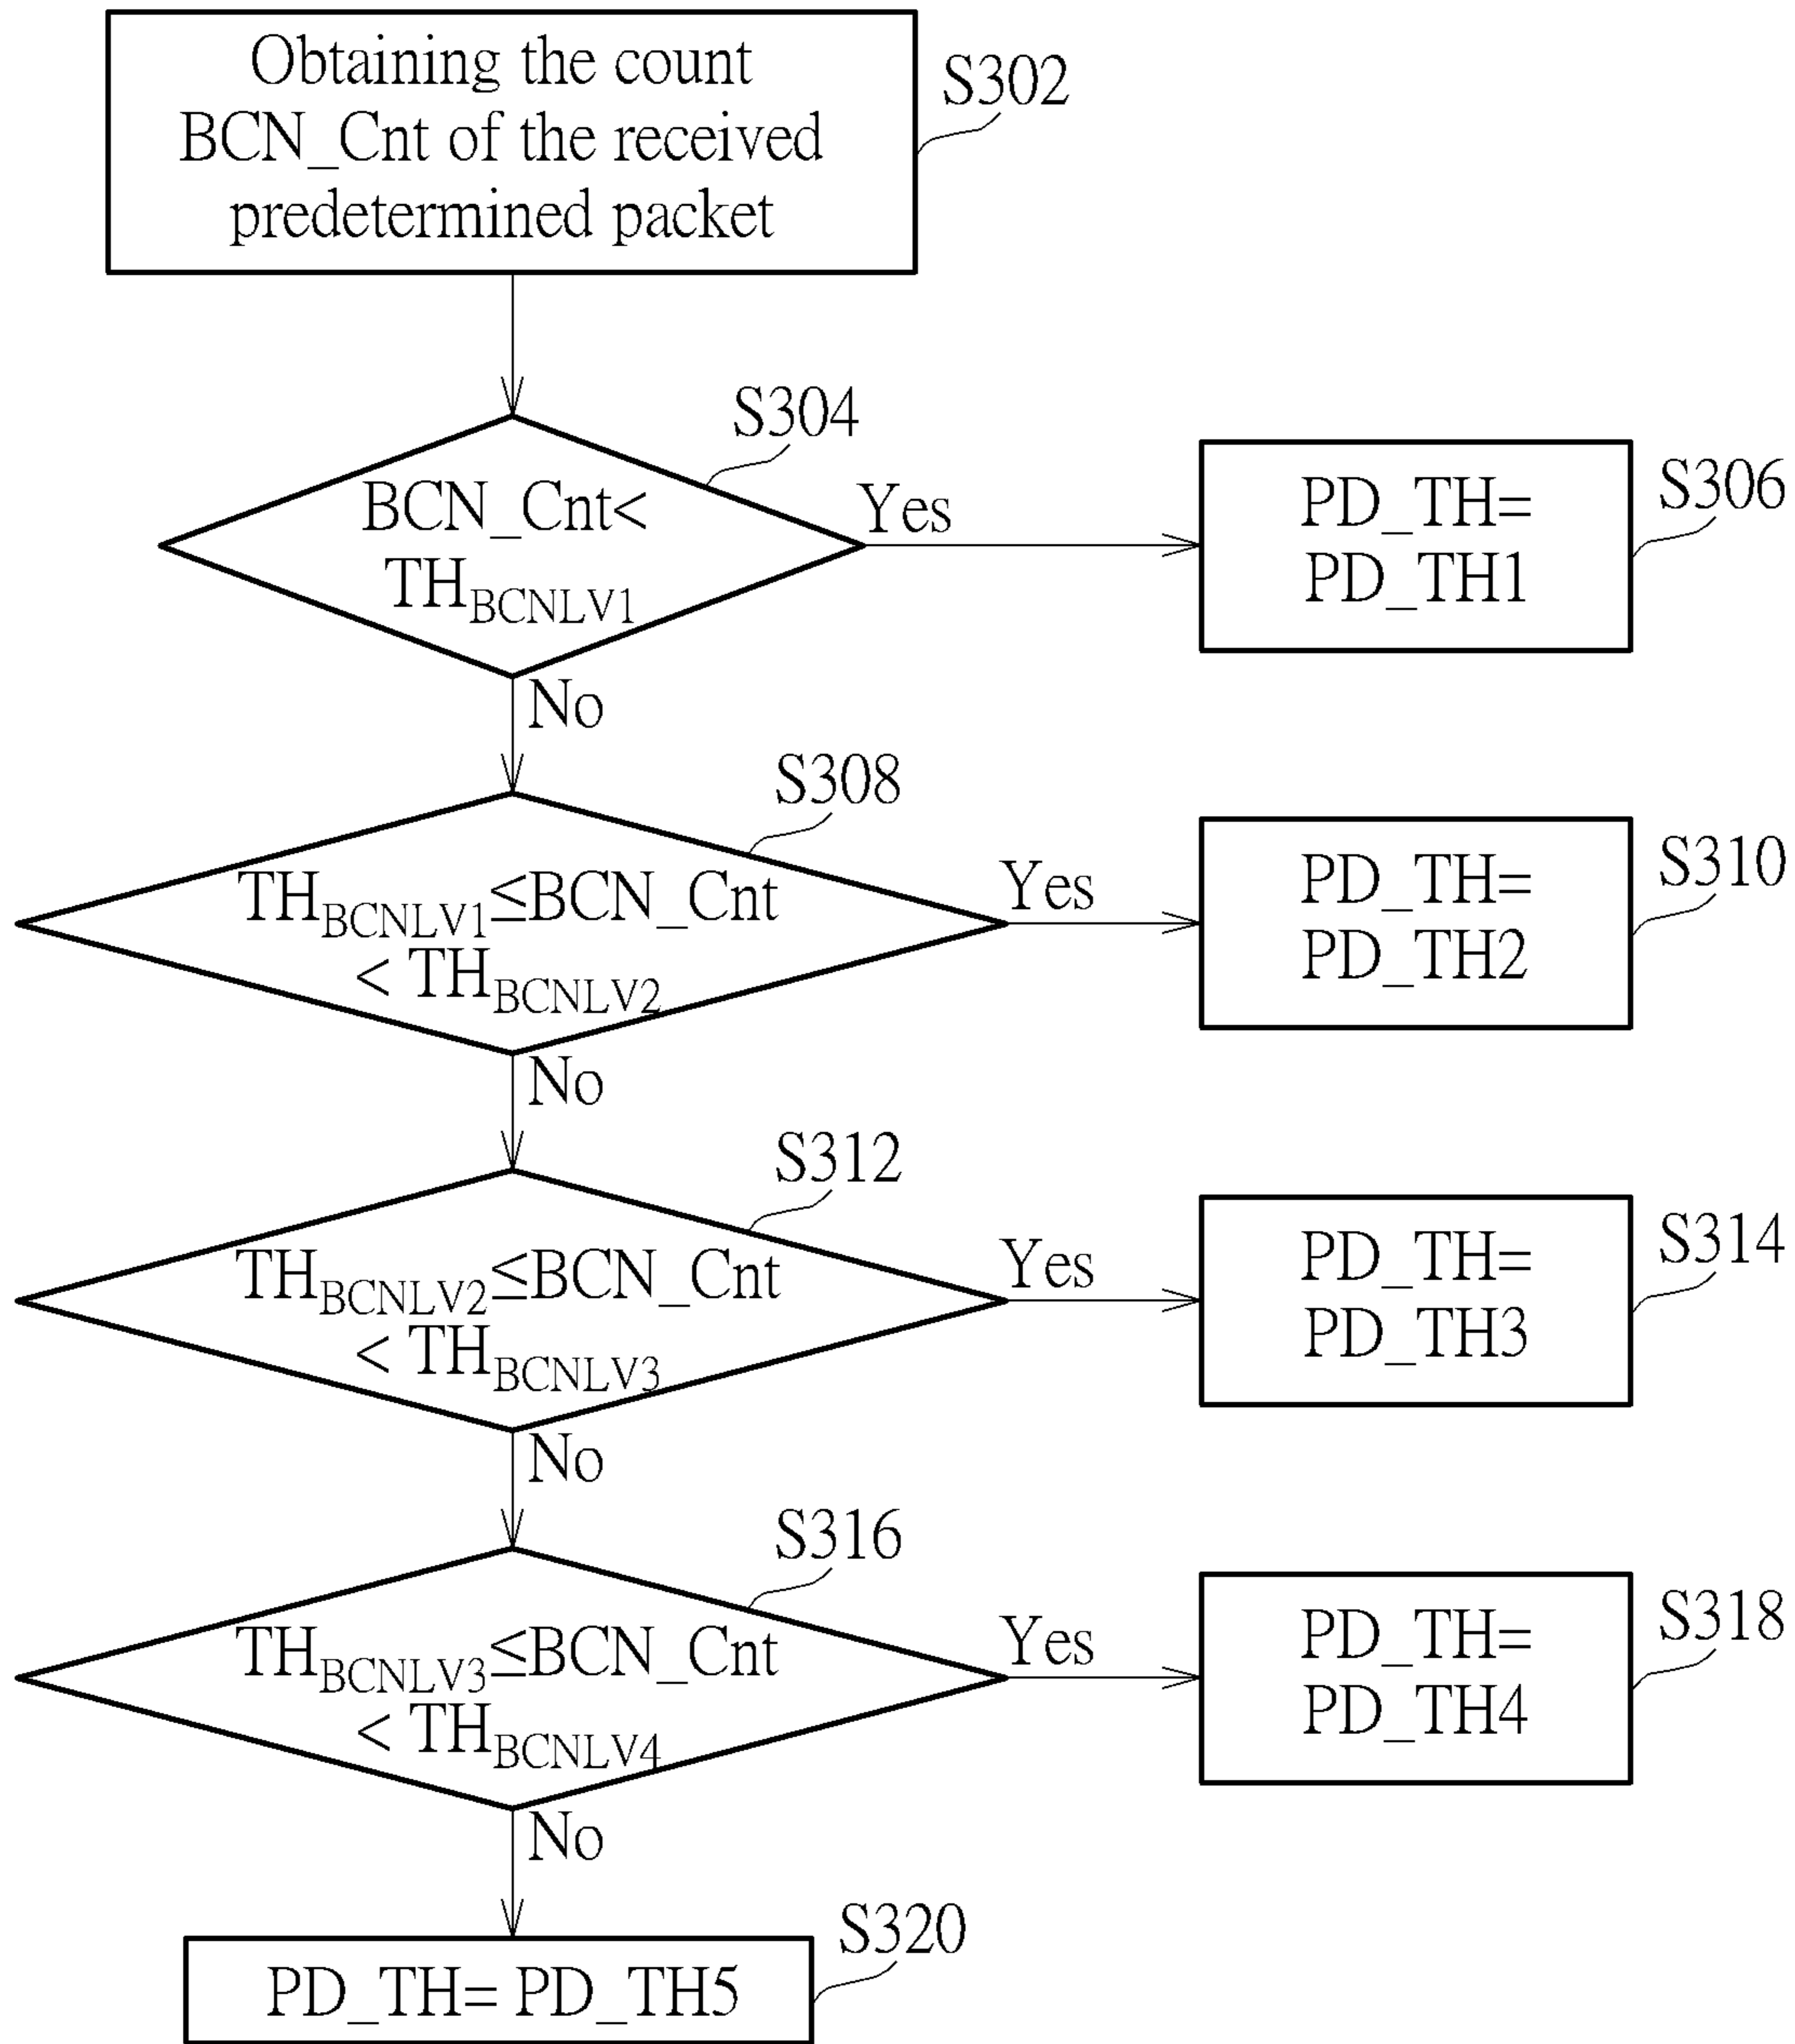 Obtaining the count
BCN_Cnt of the received
predetermined packet
S302
S304
BCN_Cnt<
TH_BCNLV1
Yes
PD_TH=
PD_TH1
S306
No
S308
TH_BCNLV1≤BCN_Cnt
< TH_BCNLV2
Yes
PD_TH=
PD_TH2
S310
No
S312
TH_BCNLV2≤BCN_Cnt
< TH_BCNLV3
Yes
PD_TH=
PD_TH3
S314
No
S316
TH_BCNLV3≤BCN_Cnt
< TH_BCNLV4
Yes
PD_TH=
PD_TH4
S318
No
S320
PD_TH= PD_TH5